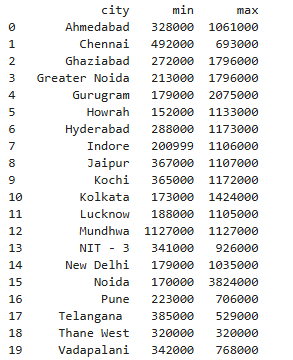 city min max
0 Ahmedabad 328000 1061000
1 Chennai 492000 693000
2 Ghaziabad 272000 1796000
3 Greater Noida 213000 1796000
4 Gurugram 179000 2075000
5 Howrah 152000 1133000
6 Hyderabad 288000 1173000
7 Indore 200999 1106000
8 Jaipur 367000 1107000
9 Kochi 365000 1172000
10 Kolkata 173000 1424000
11 Lucknow 188000 1105000
12 Mundhwa 1127000 1127000
13 NIT - 3 341000 926000
14 New Delhi 179000 1035000
15 Noida 170000 3824000
16 Pune 223000 706000
17 Telangana 385000 529000
18 Thane West 320000 320000
19 Vadapalani 342000 768000